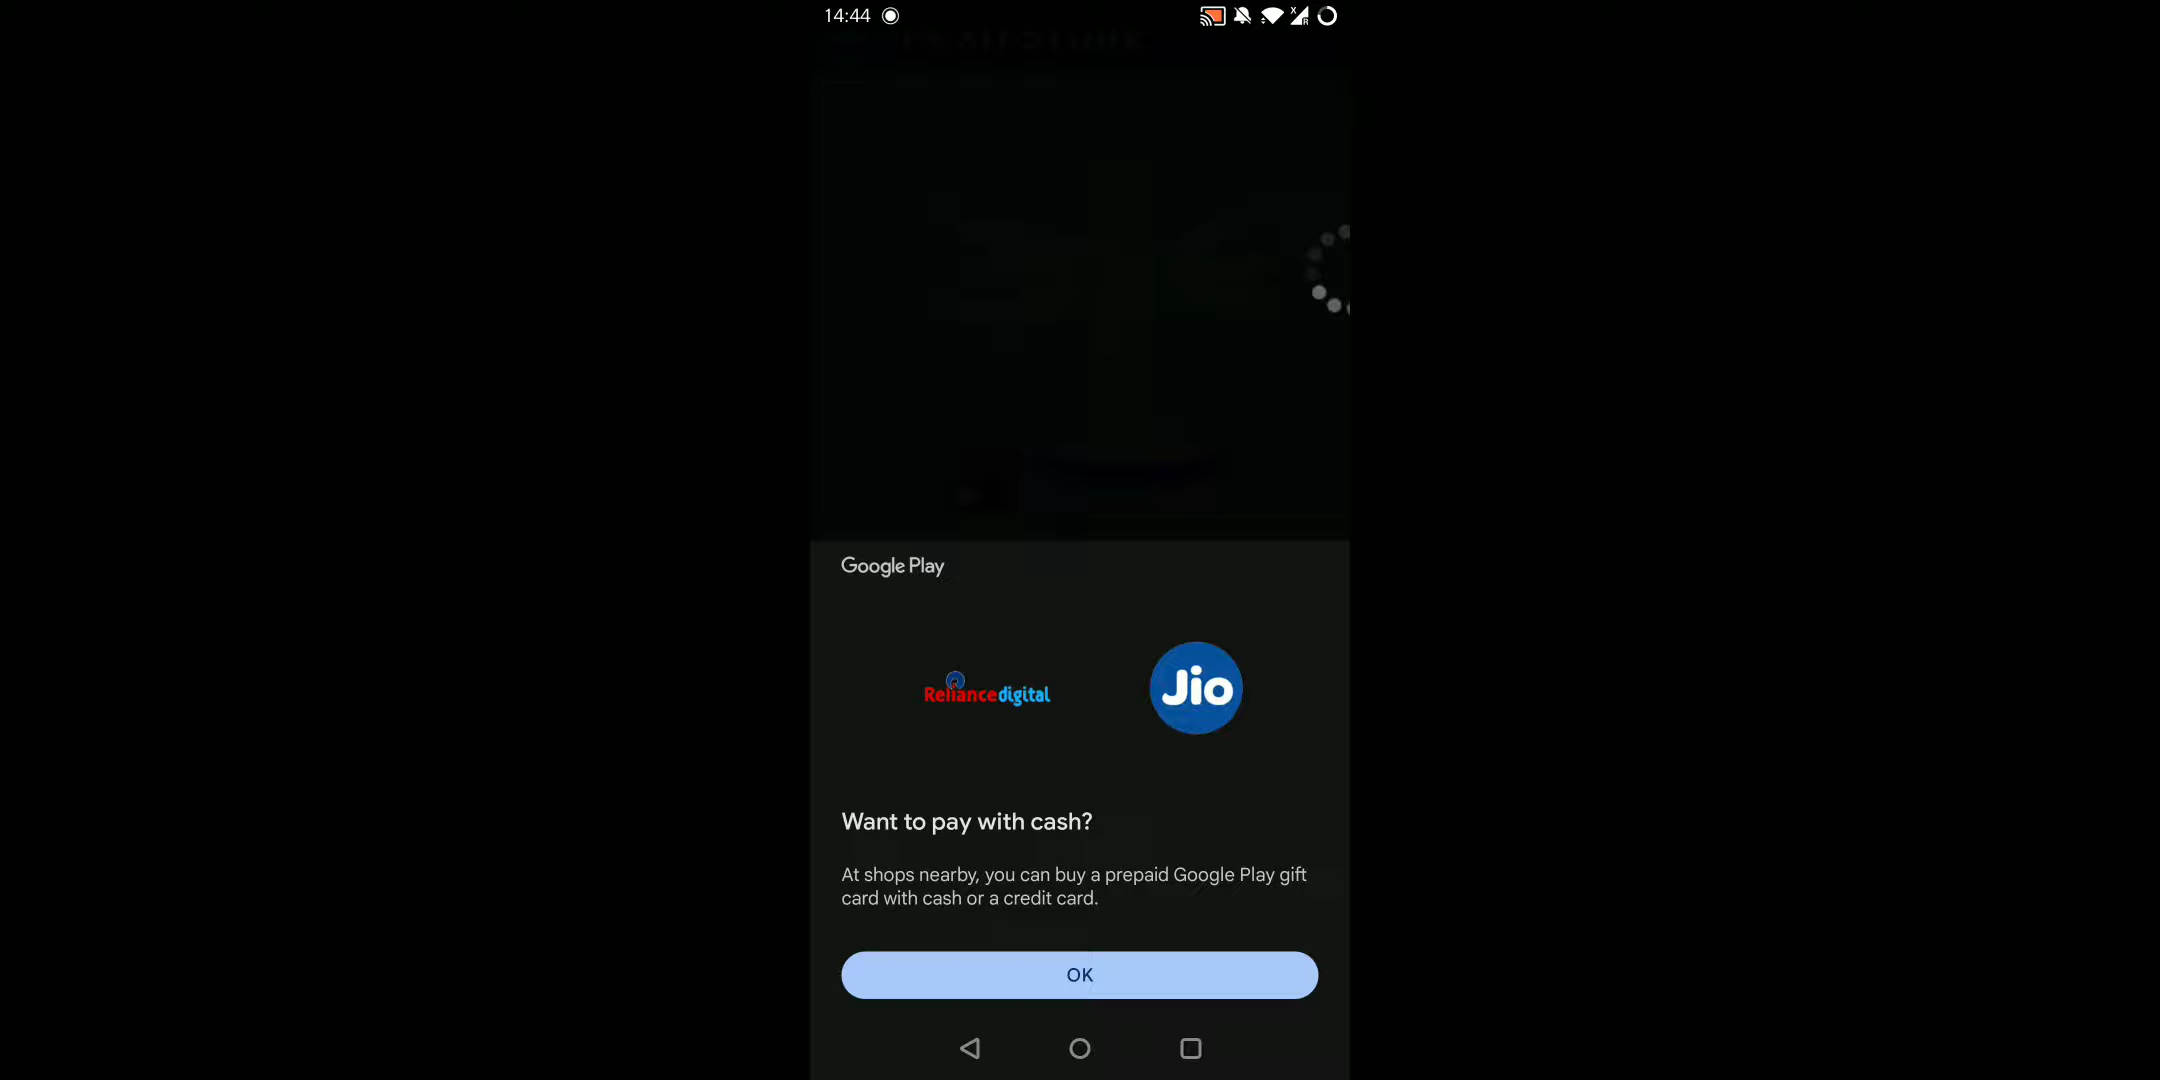 14:44
Google Play
Reliancedigital
Jio
Want to pay with cash?
At shops nearby, you can buy a prepaid Google Play gift
card with cash or a credit card.
OK